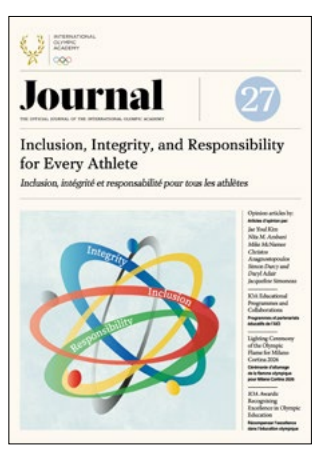 INTERNATIONAL
OLYMPIC
ACADEMY
Journal
27
THE OFFICIAL JOURNAL OF THE INTERNATIONAL OLYMPIC ACADEMY
Inclusion, Integrity, and Responsibility
for Every Athlete
Inclusion, intégrité et responsabilité pour tous les athlètes
Integrity
Inclusion
Responsibility
Opinion articles by:
Articles d'opinion par:
Jae Youl Kim
Nita M. Ambani
Mike McNamee
Christos
Anagnostopoulos
Simon Darcy and
Daryl Adair
Jacqueline Simoneau
IOA Educational
Programmes and
Collaborations
Programmes et partenariats
éducatifs de l'AIO
Lighting Ceremony
of the Olympic
Flame for Milano
Cortina 2026
Cérémonie d'allumage
de la flamme olympique
pour Milano Cortina 2026
IOA Awards:
Recognising
Excellence in Olympic
Education
Récompenser l'excellence
dans l'éducation olympique